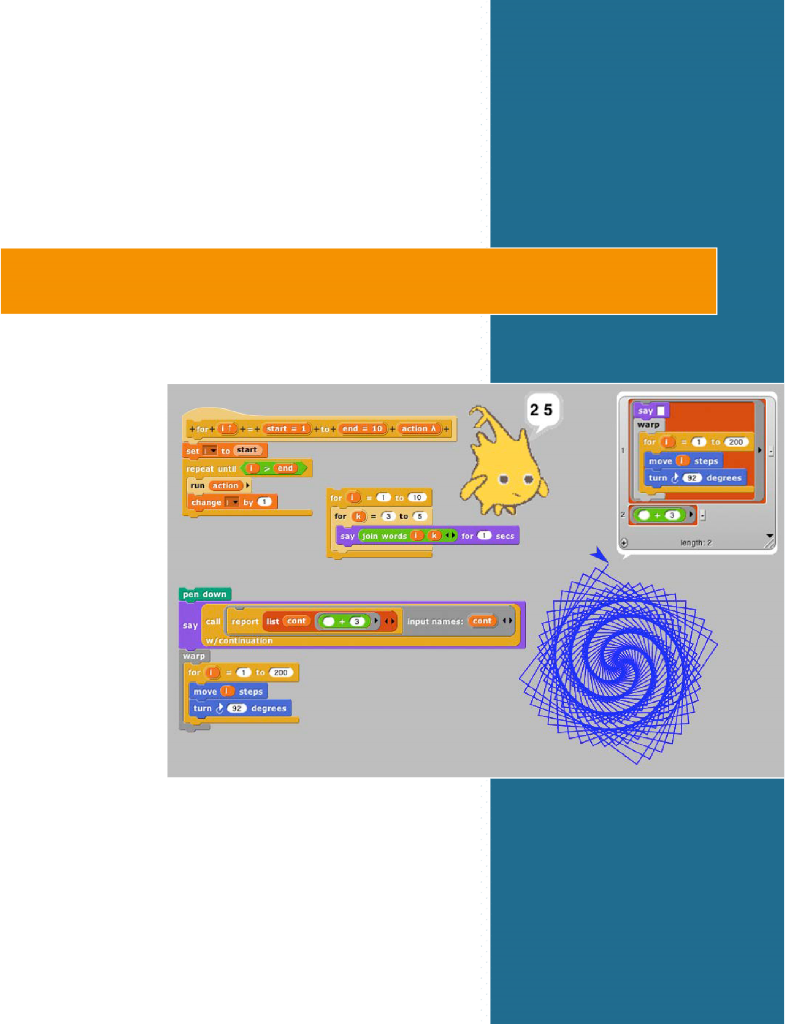 +for+ i ↑ + = + start = 1 +to+ end = 10 + action λ +
set i to start
repeat until i > end
run action
change i by 1
for i = 1 to 10
for k = 3 to 5
say join words i k for 1 secs
2 5
say
warp
1
for i = 1 to 200
move i steps
turn 92 degrees
2 + 3
length: 2
pen down
say call report list cont + 3 input names: cont
w/continuation
warp
for i = 1 to 200
move i steps
turn 92 degrees